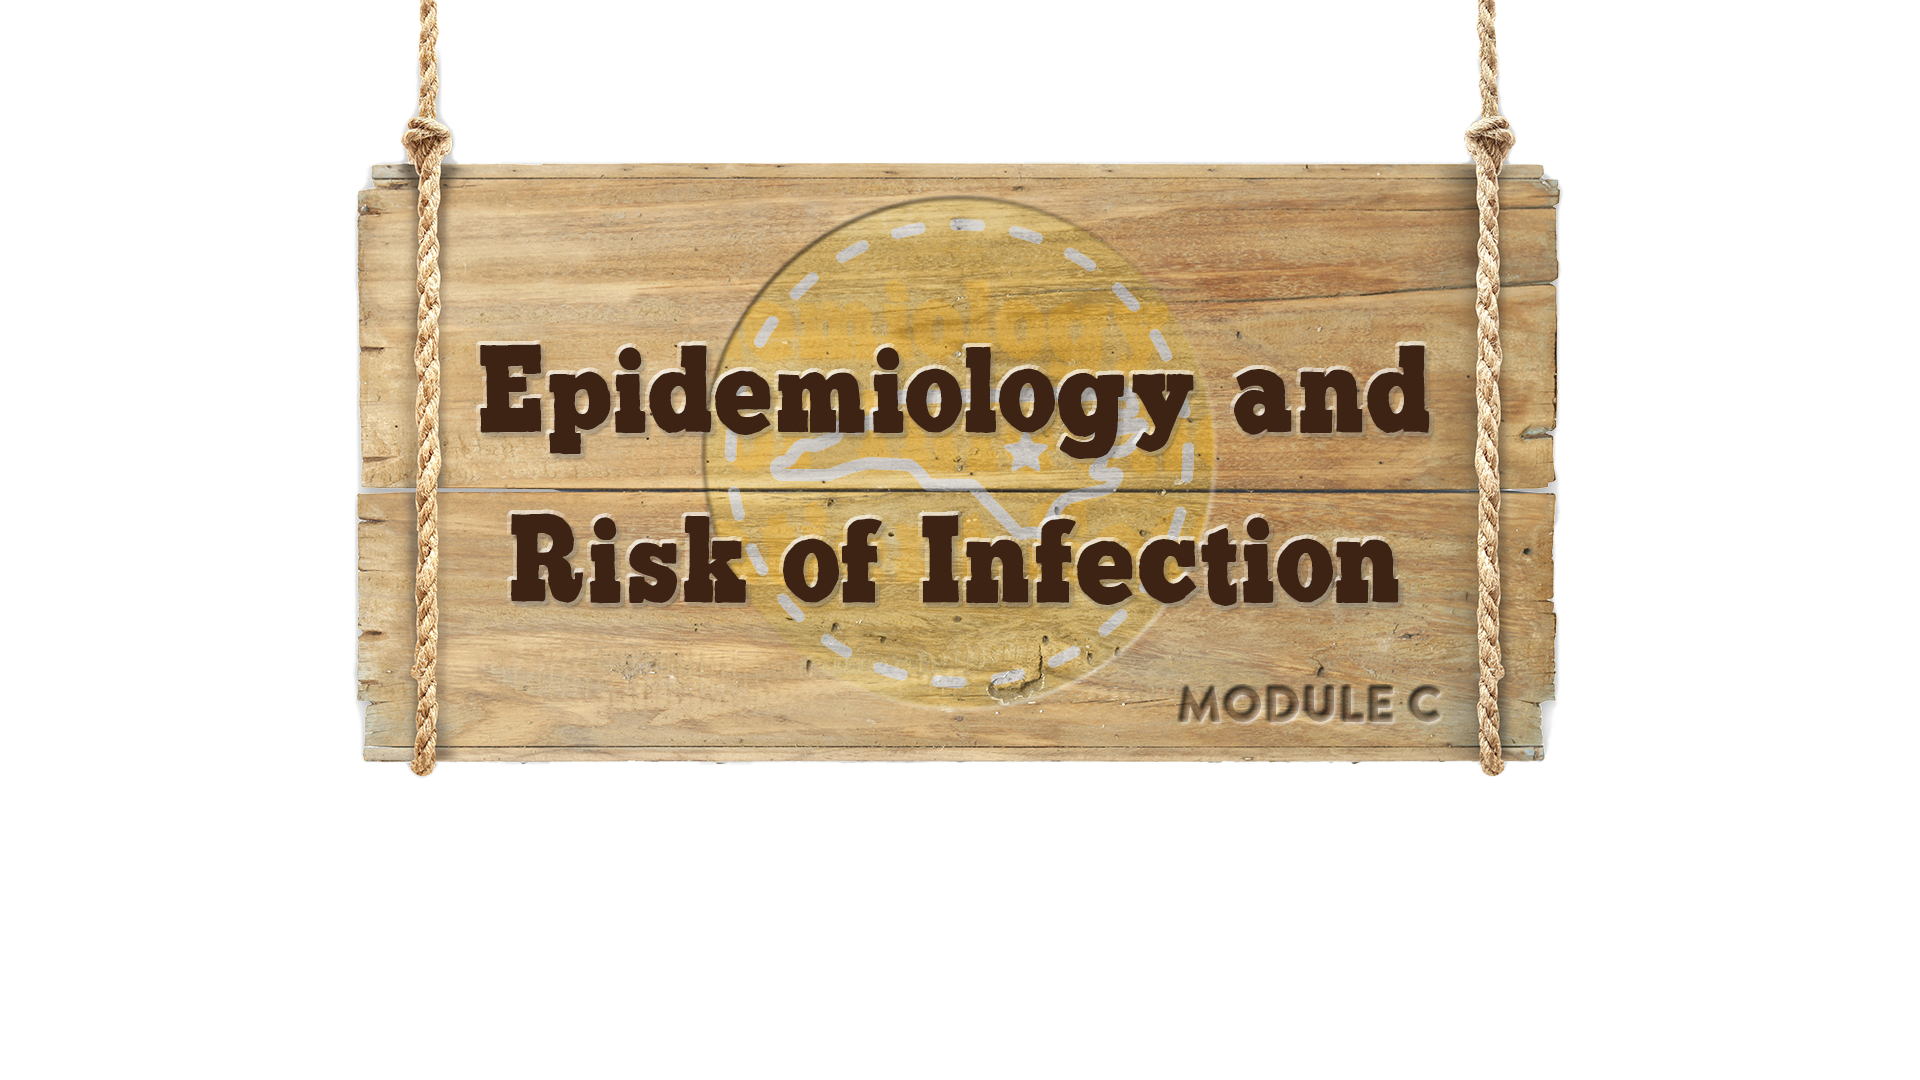 Epidemiology and
Risk of Infection
MODULE C